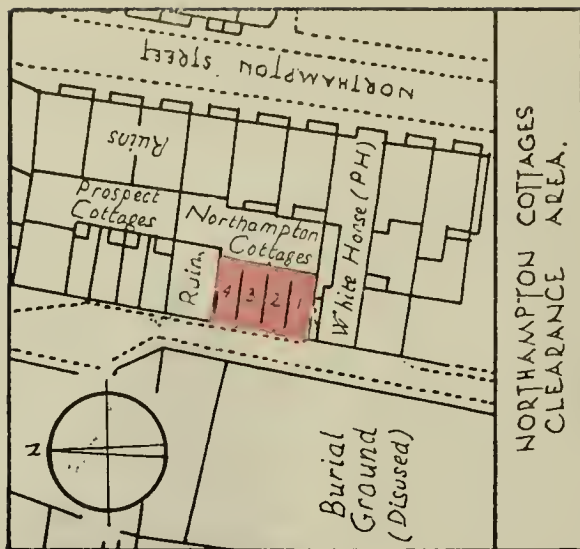 NORTHAMPTON STREET
Ruins
Prospect
Cottages
Northampton
Cottages
White Horse (PH)
Ruin.
4 3 2 1
N
Burial
Ground
(Disused)
NORTHAMPTON COTTAGES
CLEARANCE AREA.